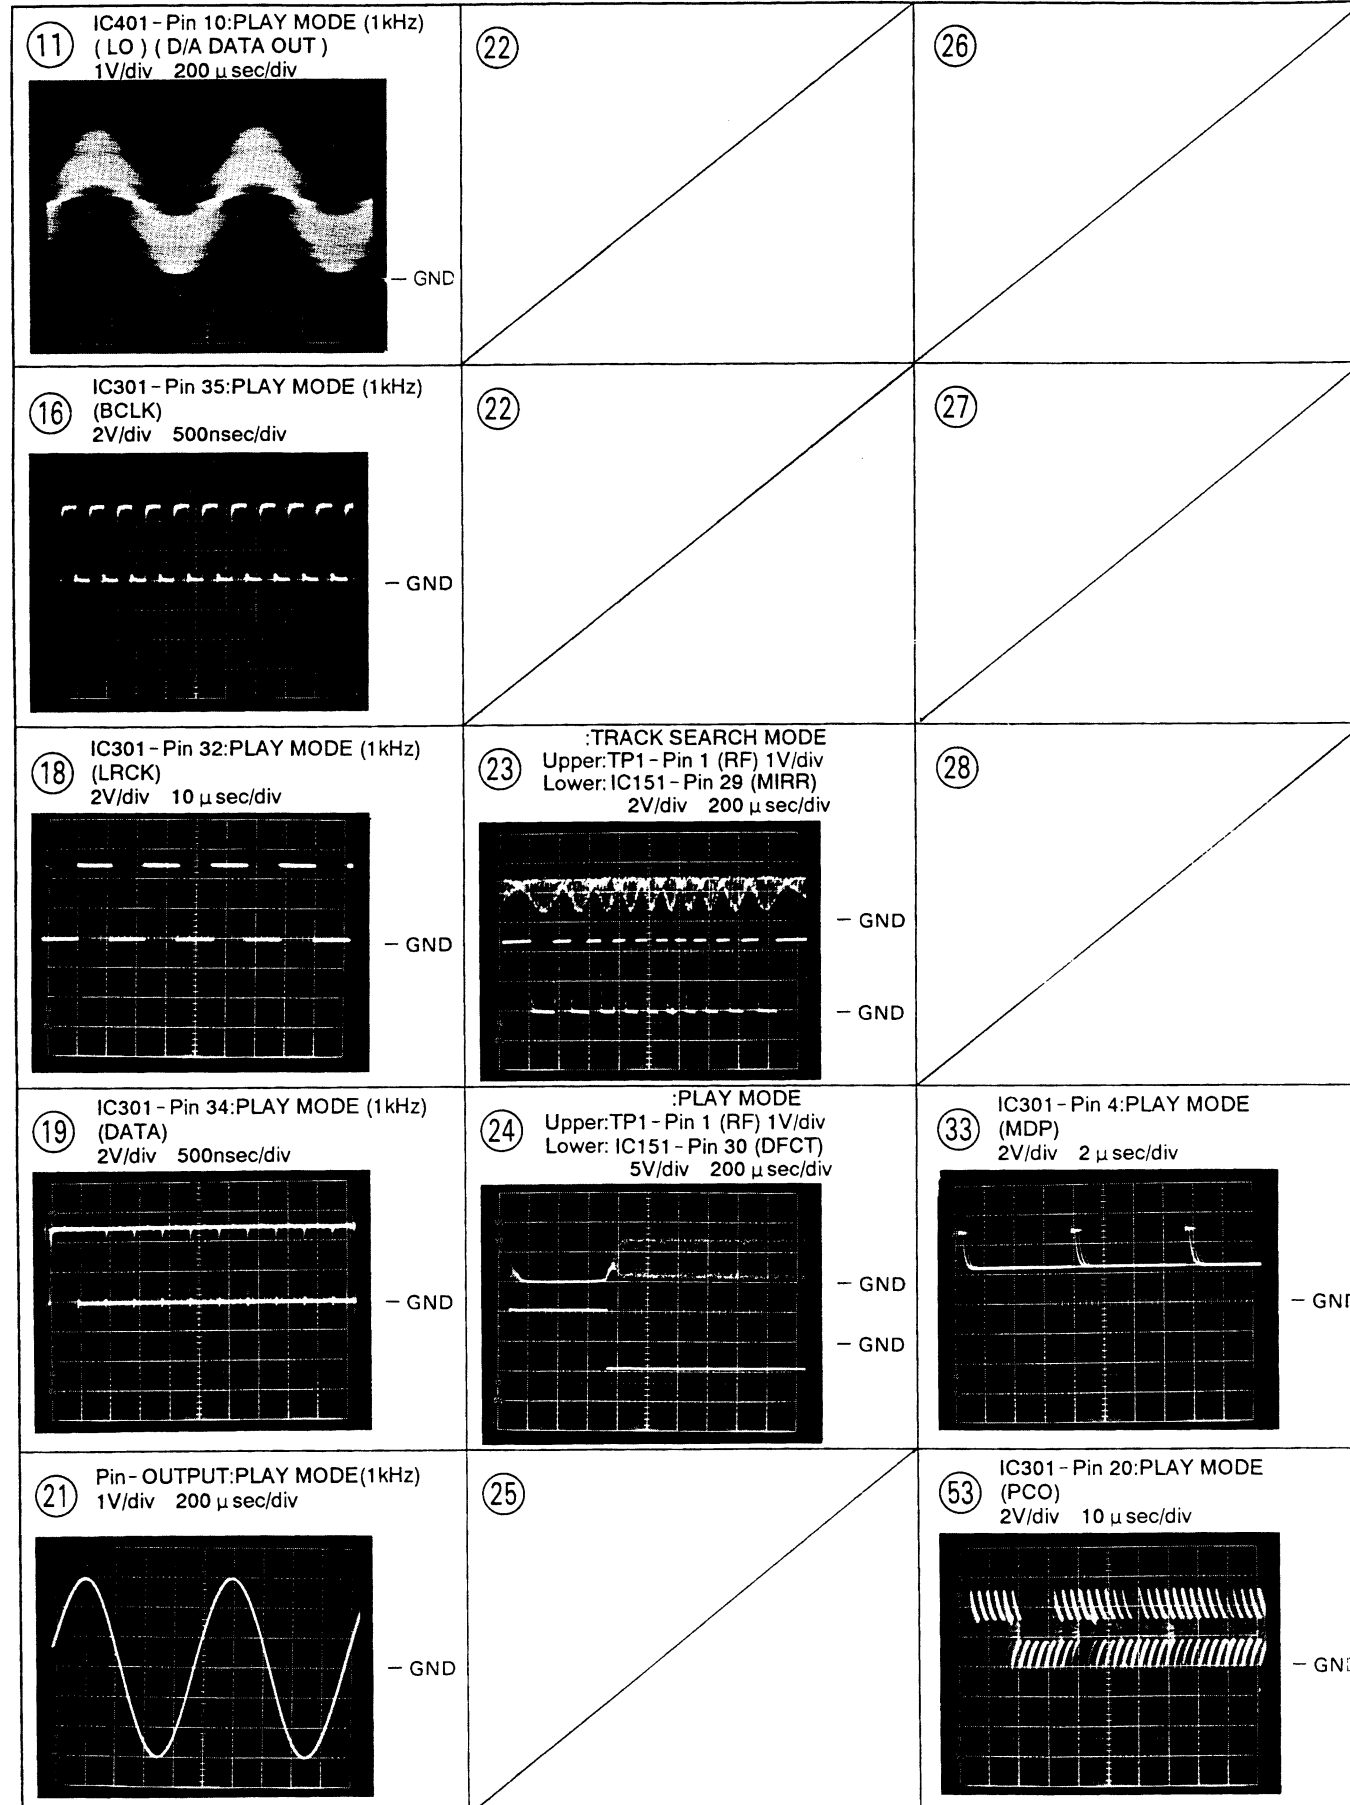 11
IC401-Pin 10:PLAY MODE (1kHz)
( LO ) ( D/A DATA OUT )
1V/div 200 μ sec/div
— GND
22
26
16
IC301-Pin 35:PLAY MODE (1kHz)
(BCLK)
2V/div 500nsec/div
— GND
22
27
18
IC301-Pin 32:PLAY MODE (1kHz)
(LRCK)
2V/div 10 μ sec/div
— GND
23
:TRACK SEARCH MODE
Upper:TP1-Pin 1 (RF) 1V/div
Lower: IC151-Pin 29 (MIRR)
2V/div 200 μ sec/div
— GND
— GND
28
19
IC301-Pin 34:PLAY MODE (1kHz)
(DATA)
2V/div 500nsec/div
— GND
24
:PLAY MODE
Upper:TP1-Pin 1 (RF) 1V/div
Lower: IC151-Pin 30 (DFCT)
5V/div 200 μ sec/div
— GND
— GND
33
IC301-Pin 4:PLAY MODE
(MDP)
2V/div 2 μ sec/div
— GND
21
Pin-OUTPUT:PLAY MODE(1kHz)
1V/div 200 μ sec/div
— GND
25
53
IC301-Pin 20:PLAY MODE
(PCO)
2V/div 10 μ sec/div
— GND